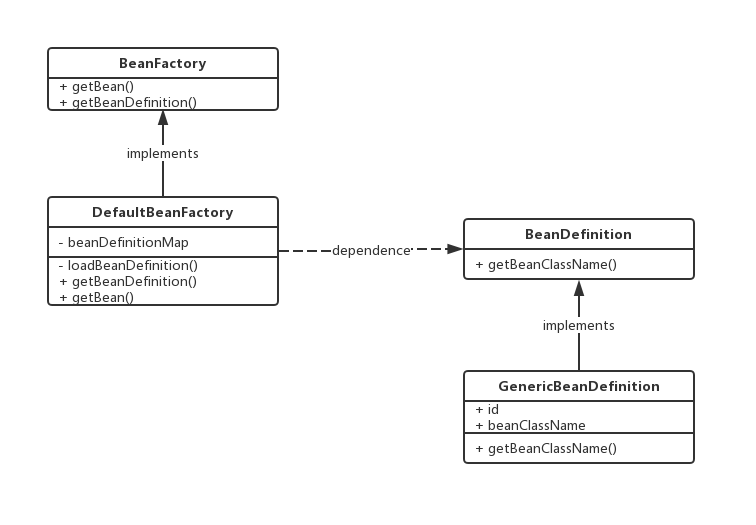 BeanFactory
+ getBean()
+ getBeanDefinition()
implements
DefaultBeanFactory
- beanDefinitionMap
- loadBeanDefinition()
+ getBeanDefinition()
+ getBean()
dependence
BeanDefinition
+ getBeanClassName()
implements
GenericBeanDefinition
+ id
+ beanClassName
+ getBeanClassName()